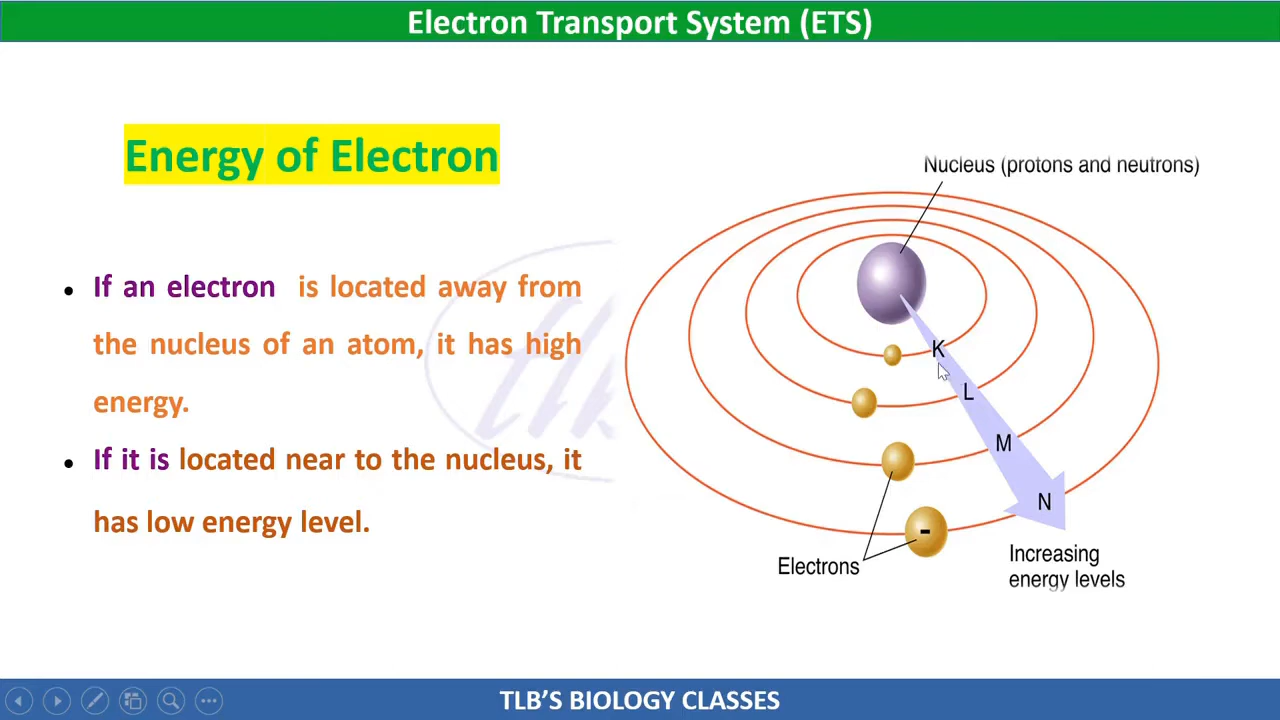 Electron Transport System (ETS)
Energy of Electron
• If an electron is located away from
the nucleus of an atom, it has high
energy.
• If it is located near to the nucleus, it
has low energy level.
Nucleus (protons and neutrons)
K
L
M
N
-
Electrons
Increasing
energy levels
TLB'S BIOLOGY CLASSES